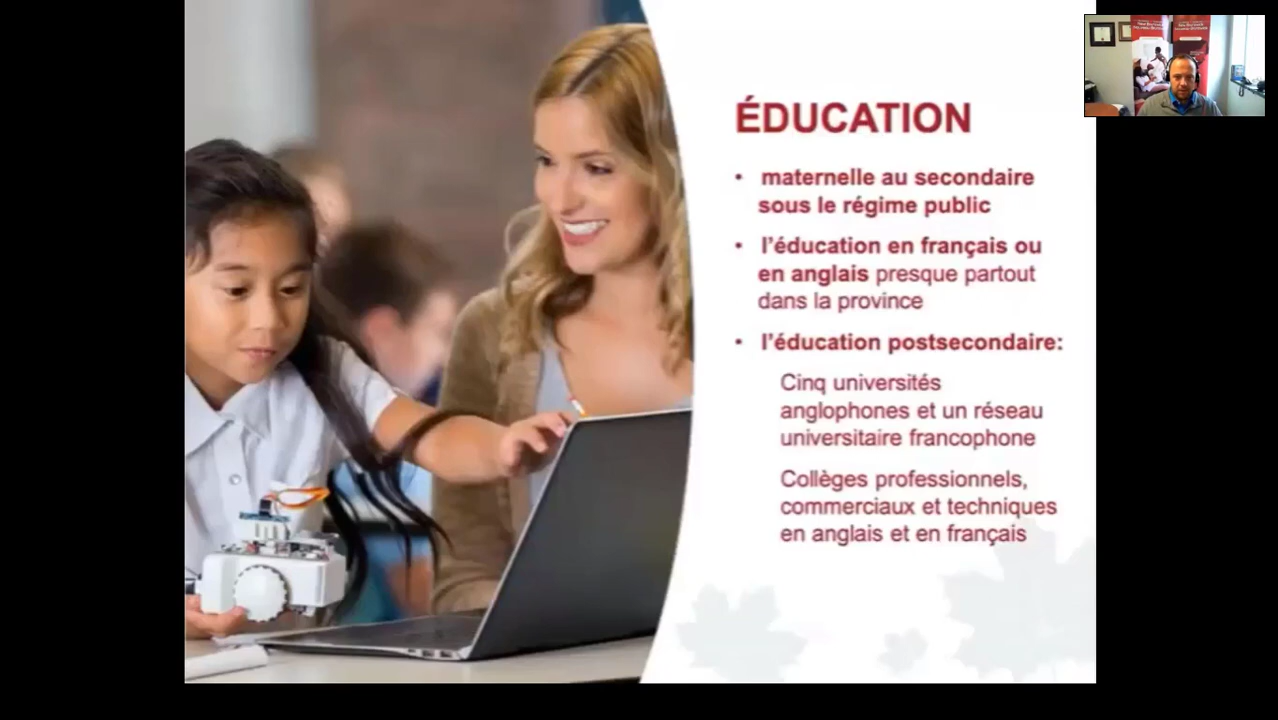 ÉDUCATION
• maternelle au secondaire
sous le régime public
• l'éducation en français ou
en anglais presque partout
dans la province
• l'éducation postsecondaire:
Cinq universités
anglophones et un réseau
universitaire francophone
Collèges professionnels,
commerciaux et techniques
en anglais et en français